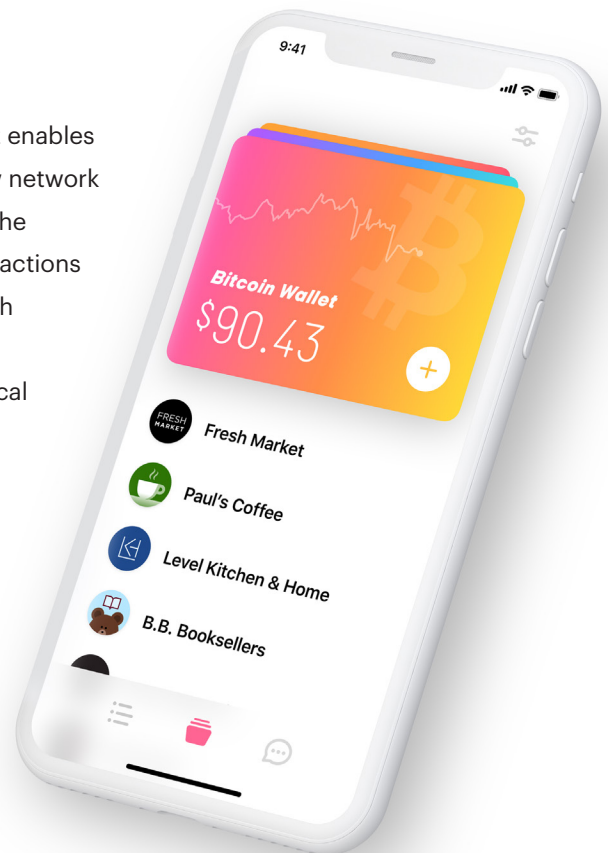 enables
network
he
actions
h
cal
9:41
Bitcoin Wallet
$90.43
FRESH
MARKET
Fresh Market
Paul's Coffee
Level Kitchen & Home
B.B. Booksellers